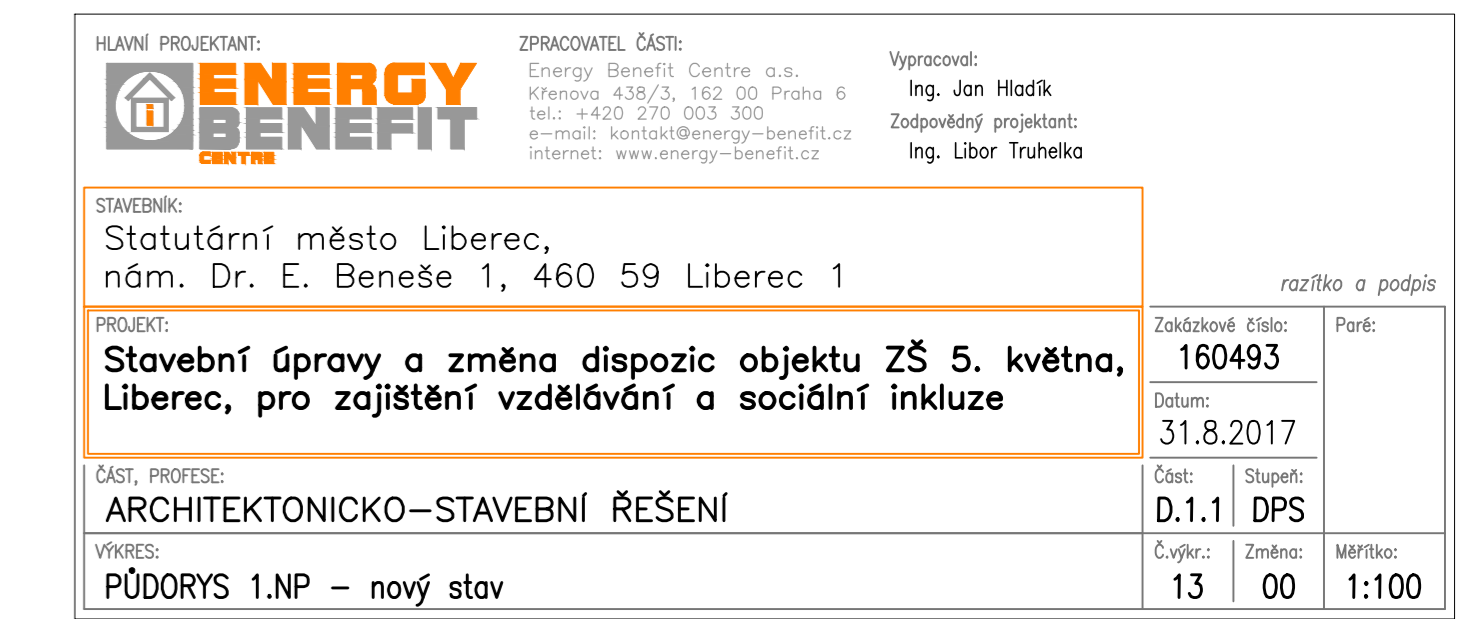 HLAVNÍ PROJEKTANT:
ENERGY
BENEFIT
CENTRE
ZPRACOVATEL ČÁSTI:
Energy Benefit Centre a.s.
Křenova 438/3, 162 00 Praha 6
tel.: +420 270 003 300
e-mail: kontakt@energy-benefit.cz
internet: www.energy-benefit.cz
Vypracoval:
Ing. Jan Hladík
Zodpovědný projektant:
Ing. Libor Truhelka
STAVEBNÍK:
Statutární město Liberec,
nám. Dr. E. Beneše 1, 460 59 Liberec 1
razítko a podpis
PROJEKT:
Stavební úpravy a změna dispozic objektu ZŠ 5. května,
Liberec, pro zajištění vzdělávání a sociální inkluze
Zakázkové číslo:
160493
Paré:
Datum:
31.8.2017
ČÁST, PROFESE:
ARCHITEKTONICKO-STAVEBNÍ ŘEŠENÍ
Část:
D.1.1
Stupeň:
DPS
VÝKRES:
PŮDORYS 1.NP - nový stav
Č.výkr.:
13
Změna:
00
Měřítko:
1:100